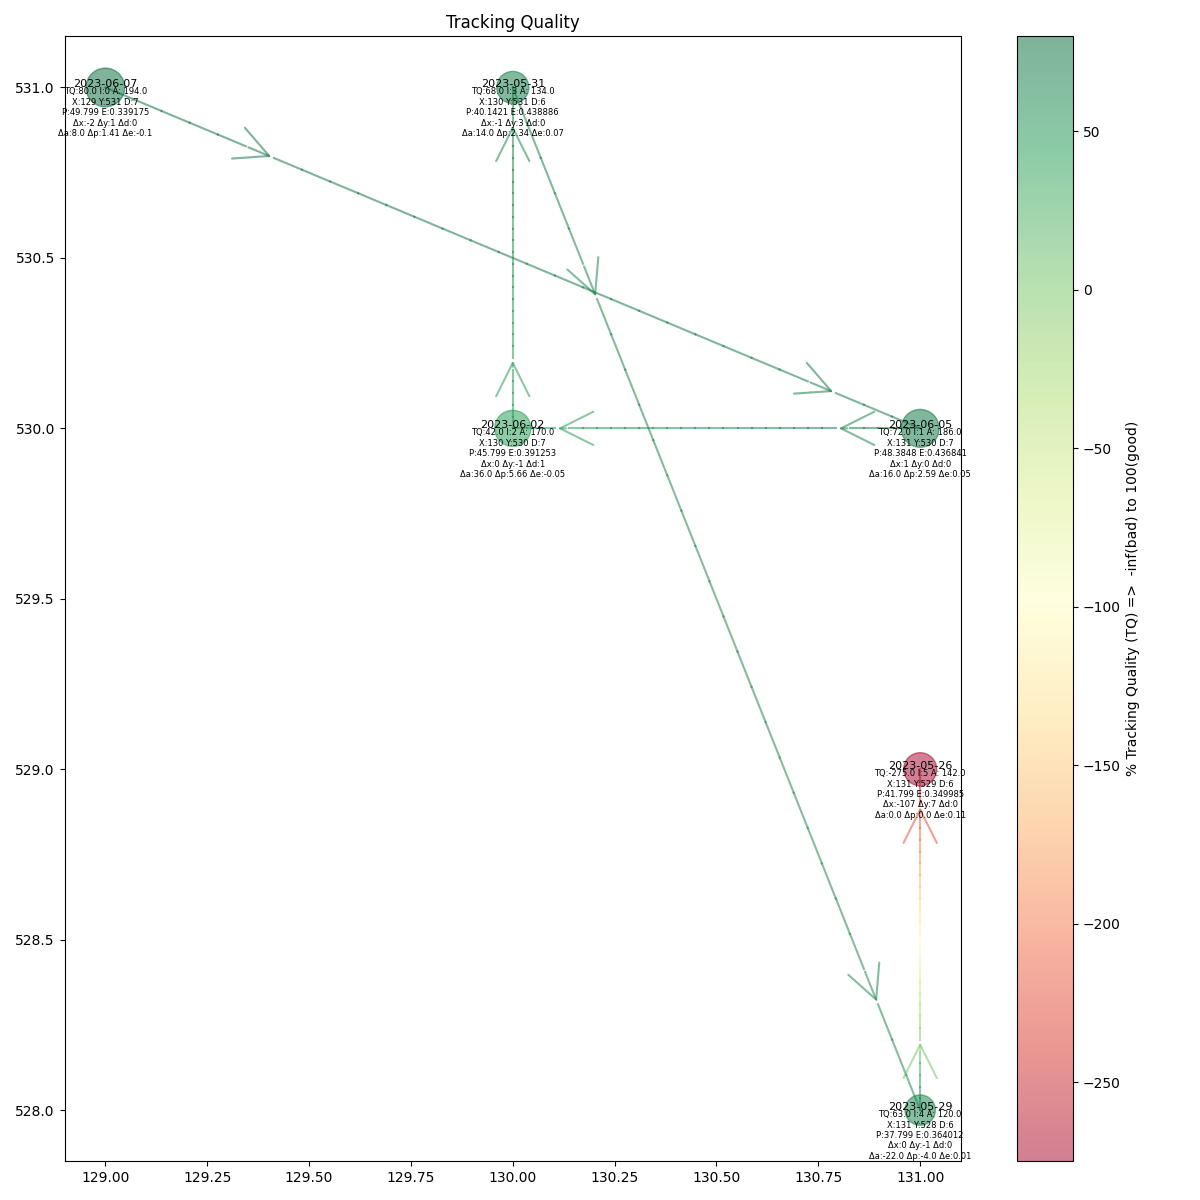 Tracking Quality
2023-06-07
TQ:80.0 I:0 A: 194.0
X:129 Y:531 D:7
P:49.799 E:0.339175
Δx:-2 Δy:1 Δd:0
Δa:8.0 Δp:1.41 Δe:-0.1
2023-05-31
TQ:68.0 I:3 A: 134.0
X:130 Y:531 D:6
P:40.1421 E:0.438886
Δx:-1 Δy:3 Δd:0
Δa:14.0 Δp:2.34 Δe:0.07
2023-06-02
TQ:42.0 I:2 A: 170.0
X:130 Y:530 D:7
P:45.799 E:0.391253
Δx:0 Δy:-1 Δd:1
Δa:36.0 Δp:5.66 Δe:-0.05
2023-06-05
TQ:72.0 I:1 A: 186.0
X:131 Y:530 D:7
P:48.3848 E:0.436841
Δx:1 Δy:0 Δd:0
Δa:16.0 Δp:2.59 Δe:0.05
2023-05-26
TQ:-275.0 I:5 A: 142.0
X:131 Y:529 D:6
P:41.799 E:0.349985
Δx:-107 Δy:7 Δd:0
Δa:0.0 Δp:0.0 Δe:0.11
2023-05-29
TQ:63.0 I:4 A: 120.0
X:131 Y:528 D:6
P:37.799 E:0.364012
Δx:0 Δy:-1 Δd:0
Δa:-22.0 Δp:-4.0 Δe:0.01
531.0
530.5
530.0
529.5
529.0
528.5
528.0
129.00
129.25
129.50
129.75
130.00
130.25
130.50
130.75
131.00
50
0
−50
−100
−150
−200
−250
% Tracking Quality (TQ) => -inf(bad) to 100(good)